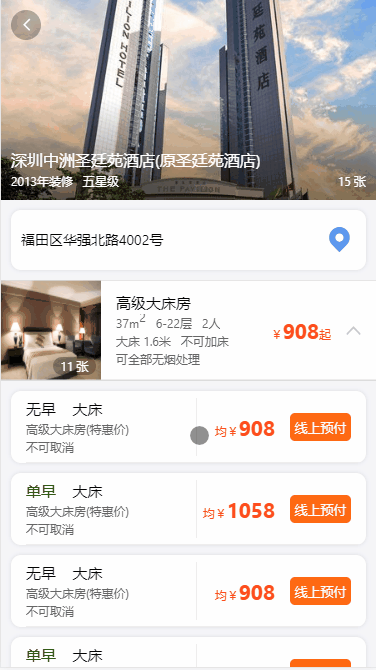 PAVILION HOTEL
廷苑酒店
THE PAVILION
深圳中洲圣廷苑酒店(原圣廷苑酒店)
2013年装修 五星级
15 张
福田区华强北路4002号
11 张
高级大床房
37m2 6-22层 2人
大床 1.6米 不可加床
可全部无烟处理
¥908起
无早 大床
高级大床房(特惠价)
不可取消
均¥908
线上预付
单早 大床
高级大床房(特惠价)
不可取消
均¥1058
线上预付
无早 大床
高级大床房(特惠价)
不可取消
均¥908
线上预付
单早 大床